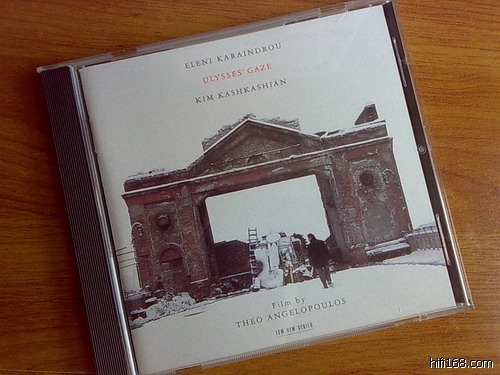 ELENI KARAINDROU
ULYSSES' GAZE
KIM KASHKASHIAN
Film by
THEO ANGELOPOULOS
ECM NEW SERIES
hifi168.com